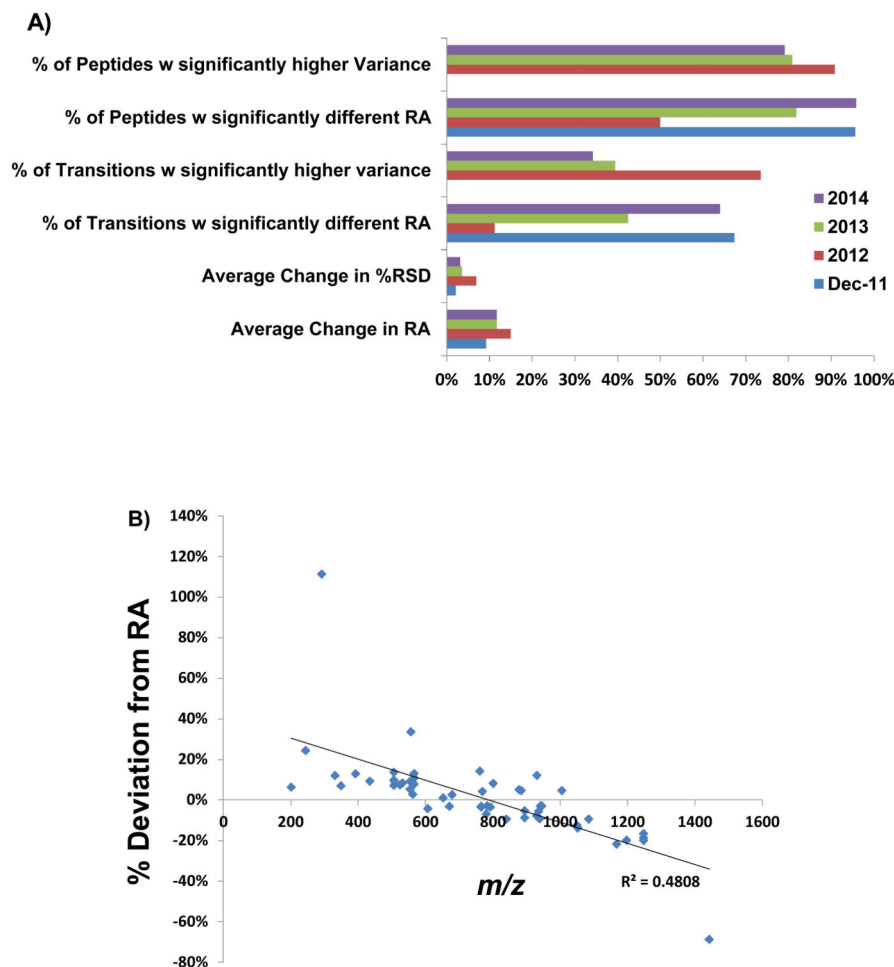 A)
% of Peptides w significantly higher Variance
% of Peptides w significantly different RA
% of Transitions w significantly higher variance
% of Transitions w significantly different RA
Average Change in %RSD
Average Change in RA
2014
2013
2012
Dec-11
0% 10% 20% 30% 40% 50% 60% 70% 80% 90% 100%
B)
140%
120%
100%
80%
60%
40%
20%
0%
-20%
-40%
-60%
-80%
% Deviation from RA
0 200 400 600 800 1000 1200 1400 1600
m/z
R² = 0.4808